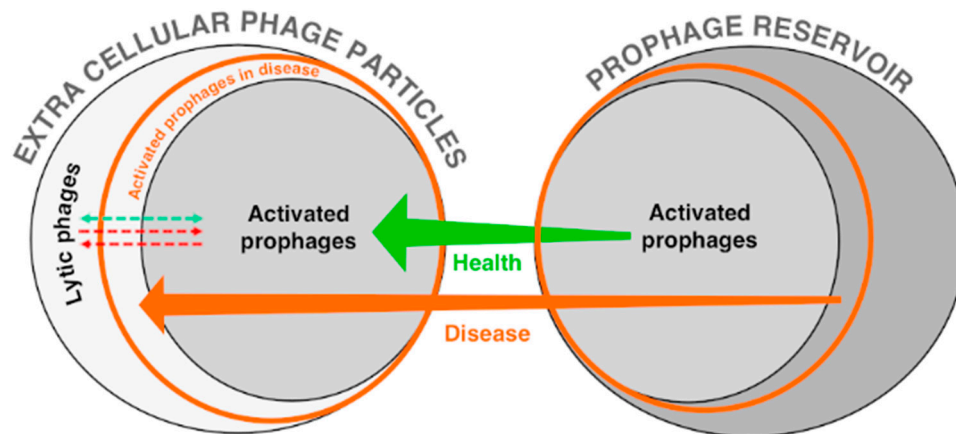 EXTRA CELLULAR PHAGE PARTICLES
PROPHAGE RESERVOIR
Activated prophages in disease
Lytic phages
Activated
prophages
Activated
prophages
Health
Disease